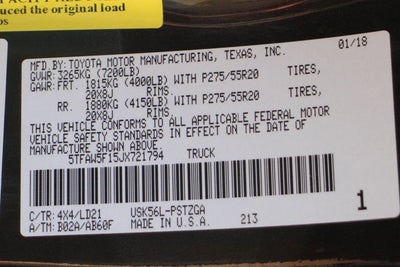 duced the original load
MFD.BY:TOYOTA MOTOR MANUFACTURING, TEXAS, INC. 01/18
GVWR: 3265KG (7200LB)
GAWR:FRT. 1815KG (4000LB) WITH P275/55R20 TIRES,
20X8J RIMS,
RR. 1880KG (4150LB) WITH P275/55R20 TIRES,
20X8J RIMS,
THIS VEHICLE CONFORMS TO ALL APPLICABLE FEDERAL MOTOR
VEHICLE SAFETY STANDARDS IN EFFECT ON THE DATE OF
MANUFACTURE SHOWN ABOVE.
5TFAW5F15JX721794 TRUCK
C/TR: 4X4/LD21 USK56L-PSTZGA 1
A/TM: B02A/AB60F MADE IN U.S.A. 213